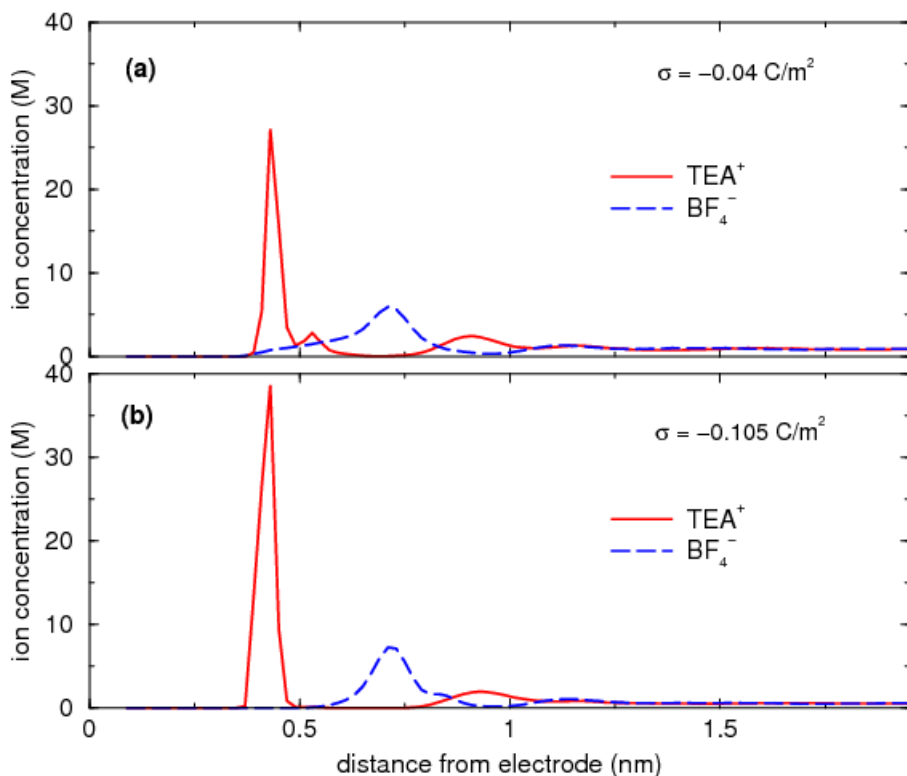 40
30
20
10
0
ion concentration (M)
(a)
σ = −0.04 C/m²
TEA⁺
BF₄⁻
40
30
20
10
0
ion concentration (M)
(b)
σ = −0.105 C/m²
TEA⁺
BF₄⁻
0 0.5 1 1.5
distance from electrode (nm)